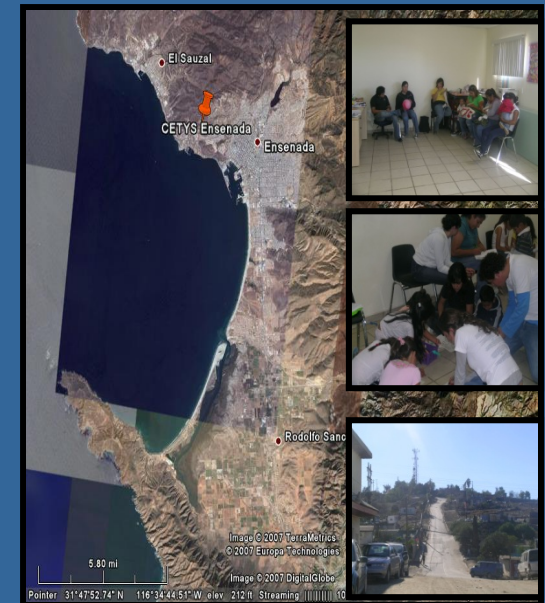 El Sauzal
CETYS Ensenada
Ensenada
Rodolfo Sanc
Image © 2007 TerraMetrics
© 2007 Europa Technologies
5.80 mi
Image © 2007 DigitalGlobe
Pointer 31°47'52.74" N 116°34'44.51" W elev 212 ft Streaming ||||||||| 10